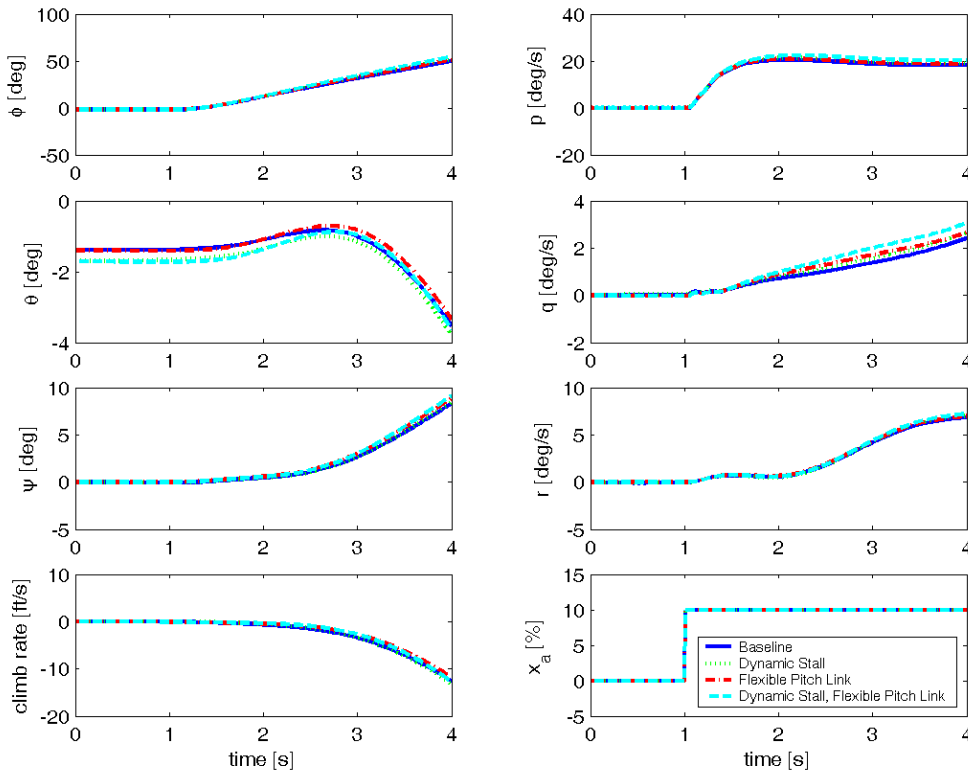 100
50
0
-50
ϕ [deg]
0 1 2 3 4
40
20
0
-20
p [deg/s]
0 1 2 3 4
0
-2
-4
θ [deg]
0 1 2 3 4
4
2
0
-2
q [deg/s]
0 1 2 3 4
10
5
0
-5
ψ [deg]
0 1 2 3 4
10
5
0
-5
r [deg/s]
0 1 2 3 4
10
0
-10
-20
climb rate [ft/s]
0 1 2 3 4
time [s]
15
10
5
0
-5
x_a [%]
Baseline
Dynamic Stall
Flexible Pitch Link
Dynamic Stall, Flexible Pitch Link
0 1 2 3 4
time [s]